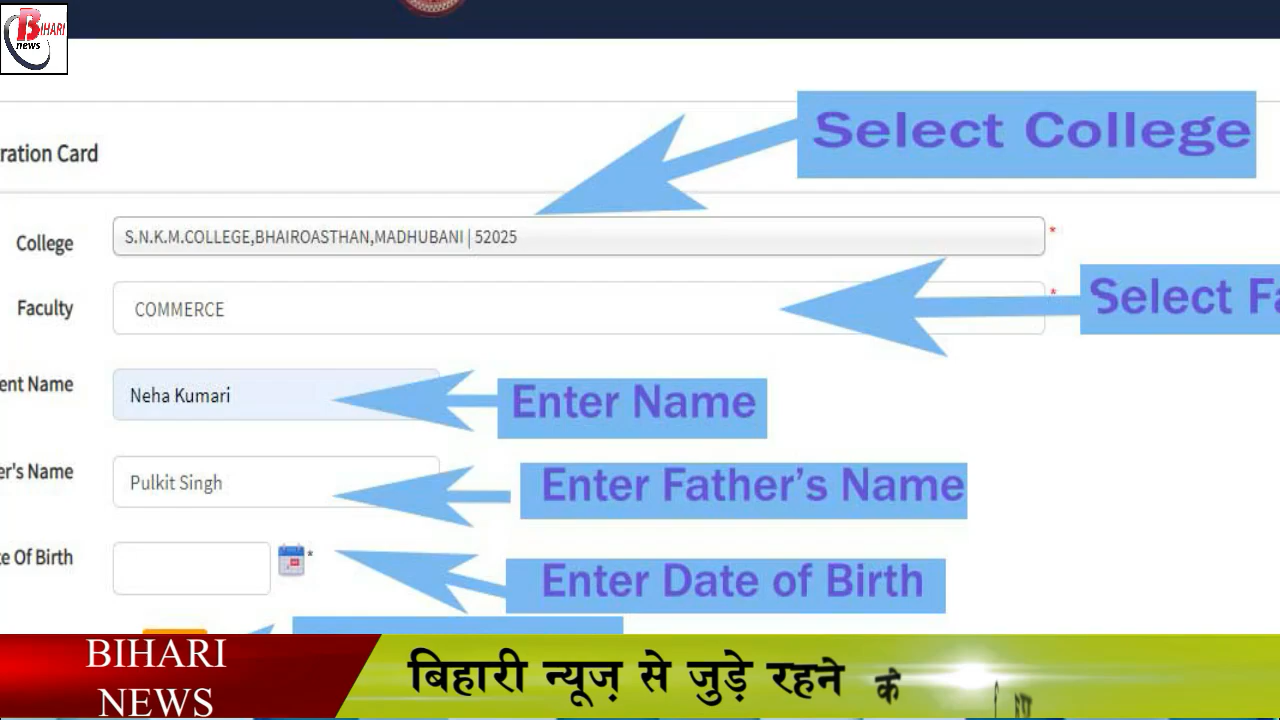 BIHARI
news
Select College
ration Card
College
S.N.K.M.COLLEGE,BHAIROASTHAN,MADHUBANI | 52025
*
Select Fa
Faculty
COMMERCE
*
ent Name
Neha Kumari
Enter Name
er's Name
Pulkit Singh
Enter Father's Name
te Of Birth
*
Enter Date of Birth
BIHARI
NEWS
बिहारी न्यूज़ से जुड़े रहने के